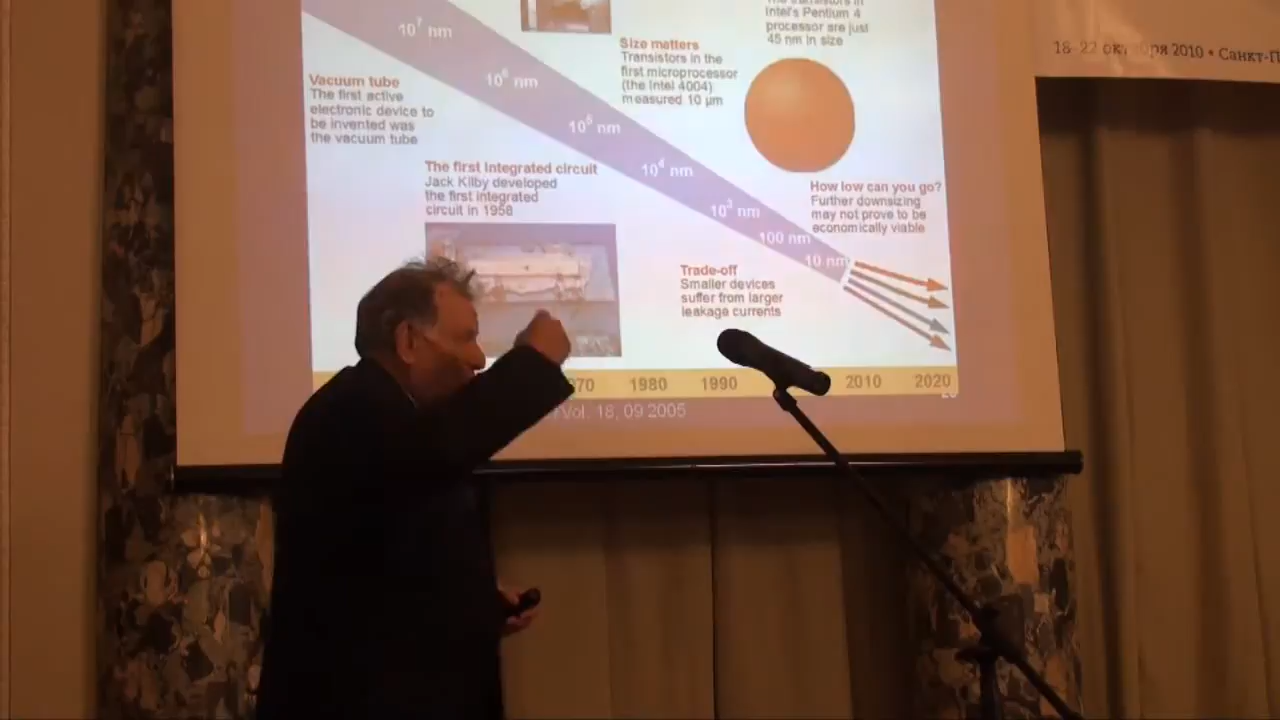 Intel's Pentium 4
processor are just
45 nm in size
18–22 октября 2010 • Санкт-П
10⁷ nm
Size matters
Transistors in the
first microprocessor
(the Intel 4004)
measured 10 µm
Vacuum tube
The first active
electronic device to
be invented was
the vacuum tube
10⁶ nm
10⁵ nm
10⁴ nm
10³ nm
100 nm
10 nm
The first integrated circuit
Jack Kilby developed
the first integrated
circuit in 1958
How low can you go?
Further downsizing
may not prove to be
economically viable
Trade-off
Smaller devices
suffer from larger
leakage currents
70 1980 1990 2010 2020
Vol. 18, 09.2005